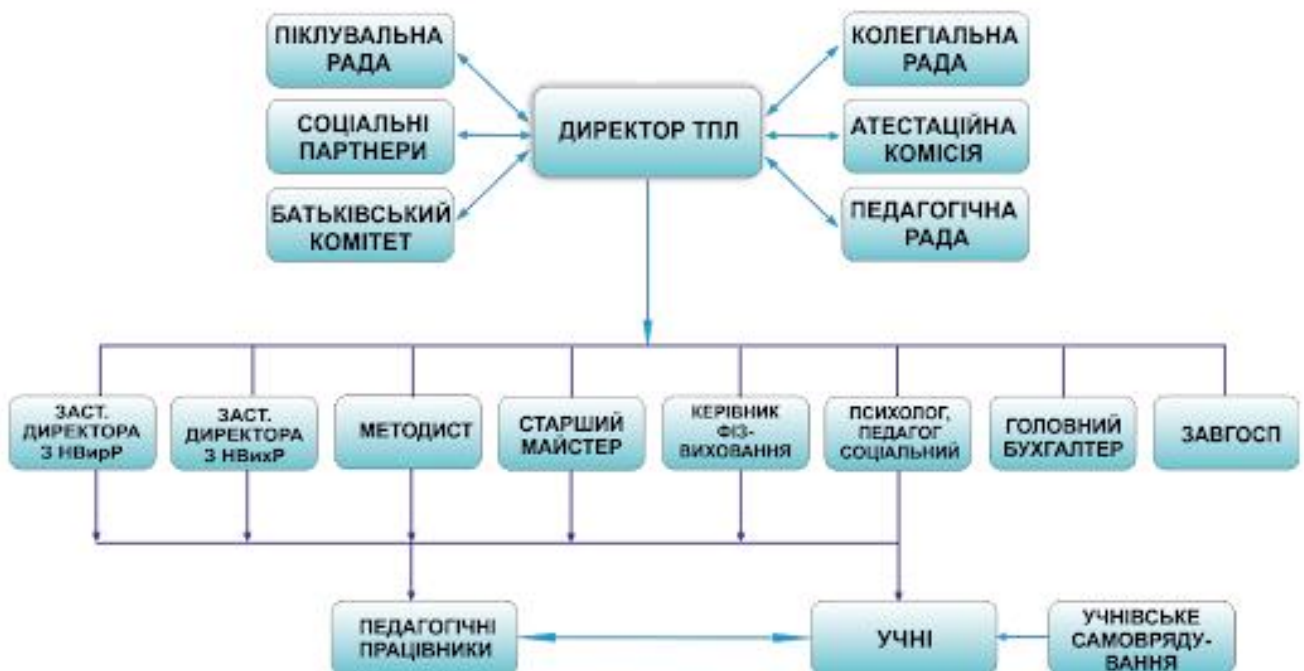 ПІКЛУВАЛЬНА
РАДА
КОЛЕГІАЛЬНА
РАДА
СОЦІАЛЬНІ
ПАРТНЕРИ
ДИРЕКТОР ТПЛ
АТЕСТАЦІЙНА
КОМІСІЯ
БАТЬКІВСЬКИЙ
КОМІТЕТ
ПЕДАГОГІЧНА
РАДА
ЗАСТ.
ДИРЕКТОРА
З НВирР
ЗАСТ.
ДИРЕКТОРА
З НВихР
МЕТОДИСТ
СТАРШИЙ
МАЙСТЕР
КЕРІВНИК
ФІЗ-
ВИХОВАННЯ
ПСИХОЛОГ,
ПЕДАГОГ
СОЦІАЛЬНИЙ
ГОЛОВНИЙ
БУХГАЛТЕР
ЗАВГОСП
ПЕДАГОГІЧНІ
ПРАЦІВНИКИ
УЧНІ
УЧНІВСЬКЕ
САМОВРЯДУ-
ВАННЯ